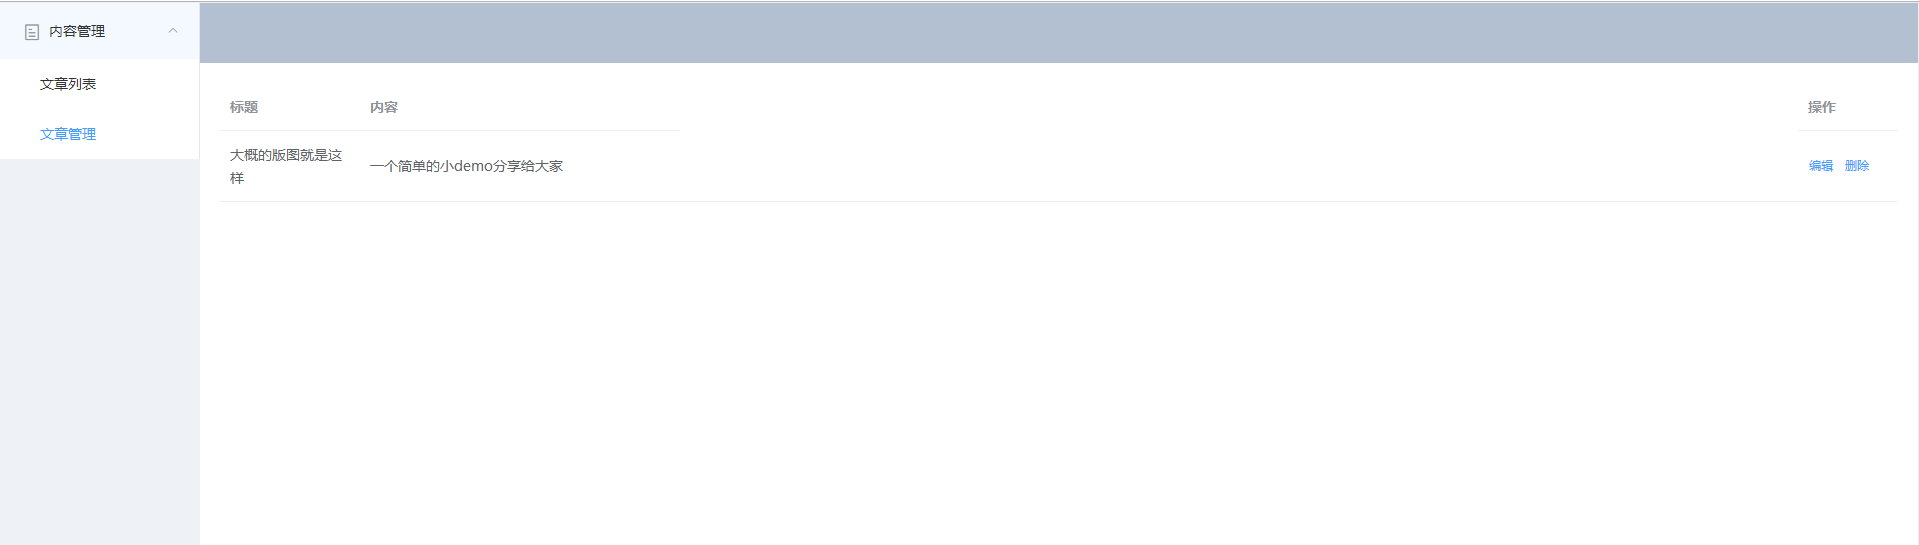 内容管理
文章列表
文章管理
标题 内容 操作
大概的版图就是这
样
一个简单的小demo分享给大家
编辑 删除